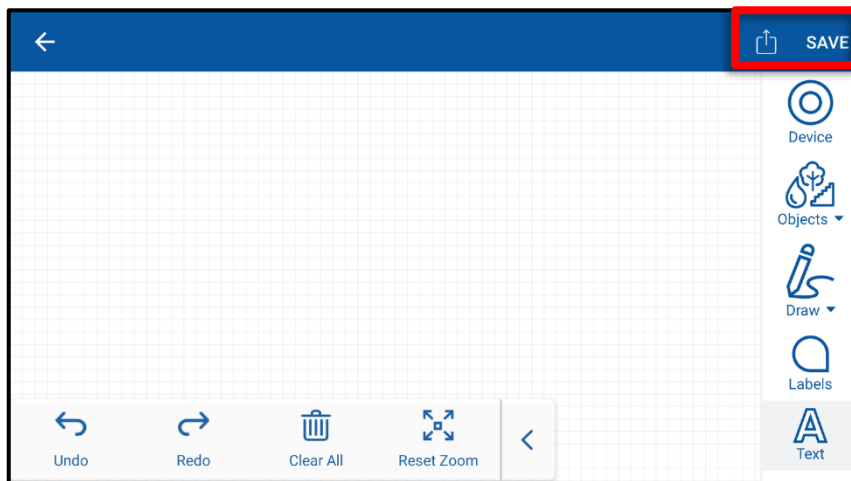 SAVE
Device
Objects
Draw
Labels
Text
Undo Redo Clear All Reset Zoom